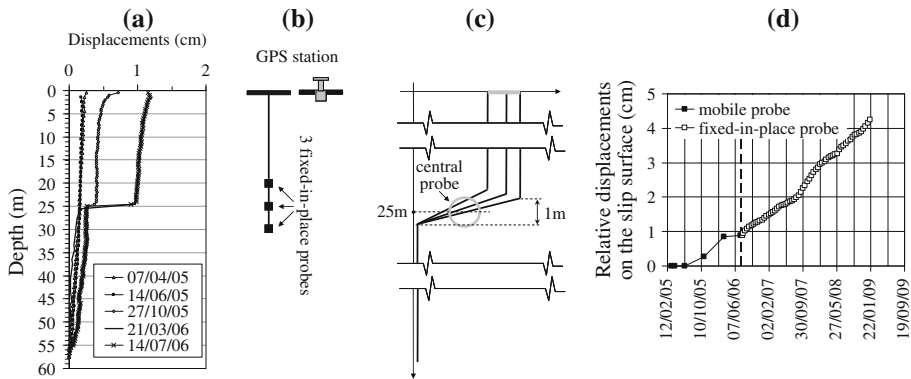 (a)
Displacements (cm)
0 1 2
0
5
10
15
20
25
30
35
40
45
50
55
60
Depth (m)
07/04/05
14/06/05
27/10/05
21/03/06
14/07/06
(b)
GPS station
3 fixed-in-place probes
(c)
central
probe
25m
1m
(d)
Relative displacements
on the slip surface (cm)
5
4
3
2
1
0
mobile probe
fixed-in-place probe
12/02/05
10/10/05
07/06/06
02/02/07
30/09/07
27/05/08
22/01/09
19/09/09